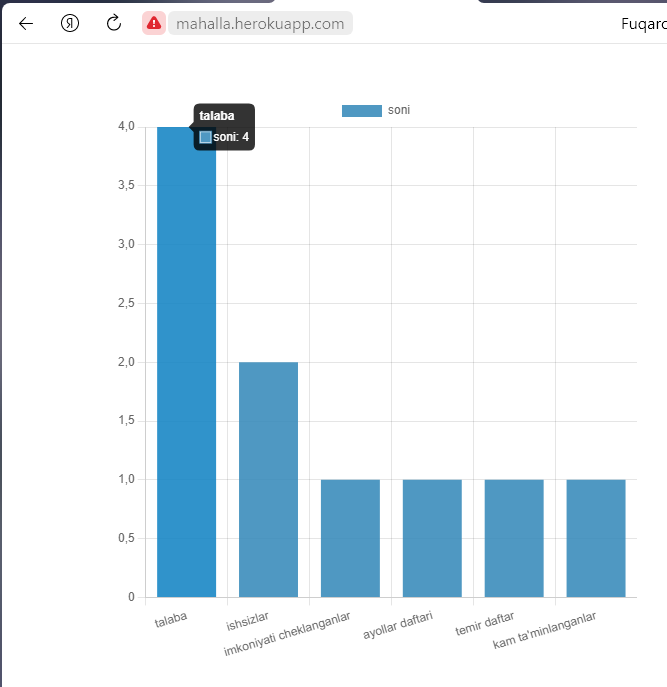 mahalla.herokuapp.com
Fuqaro
soni
talaba
soni: 4
4,0
3,5
3,0
2,5
2,0
1,5
1,0
0,5
0
talaba
ishsizlar
imkoniyati cheklanganlar
ayollar daftari
temir daftar
kam ta'minlanganlar